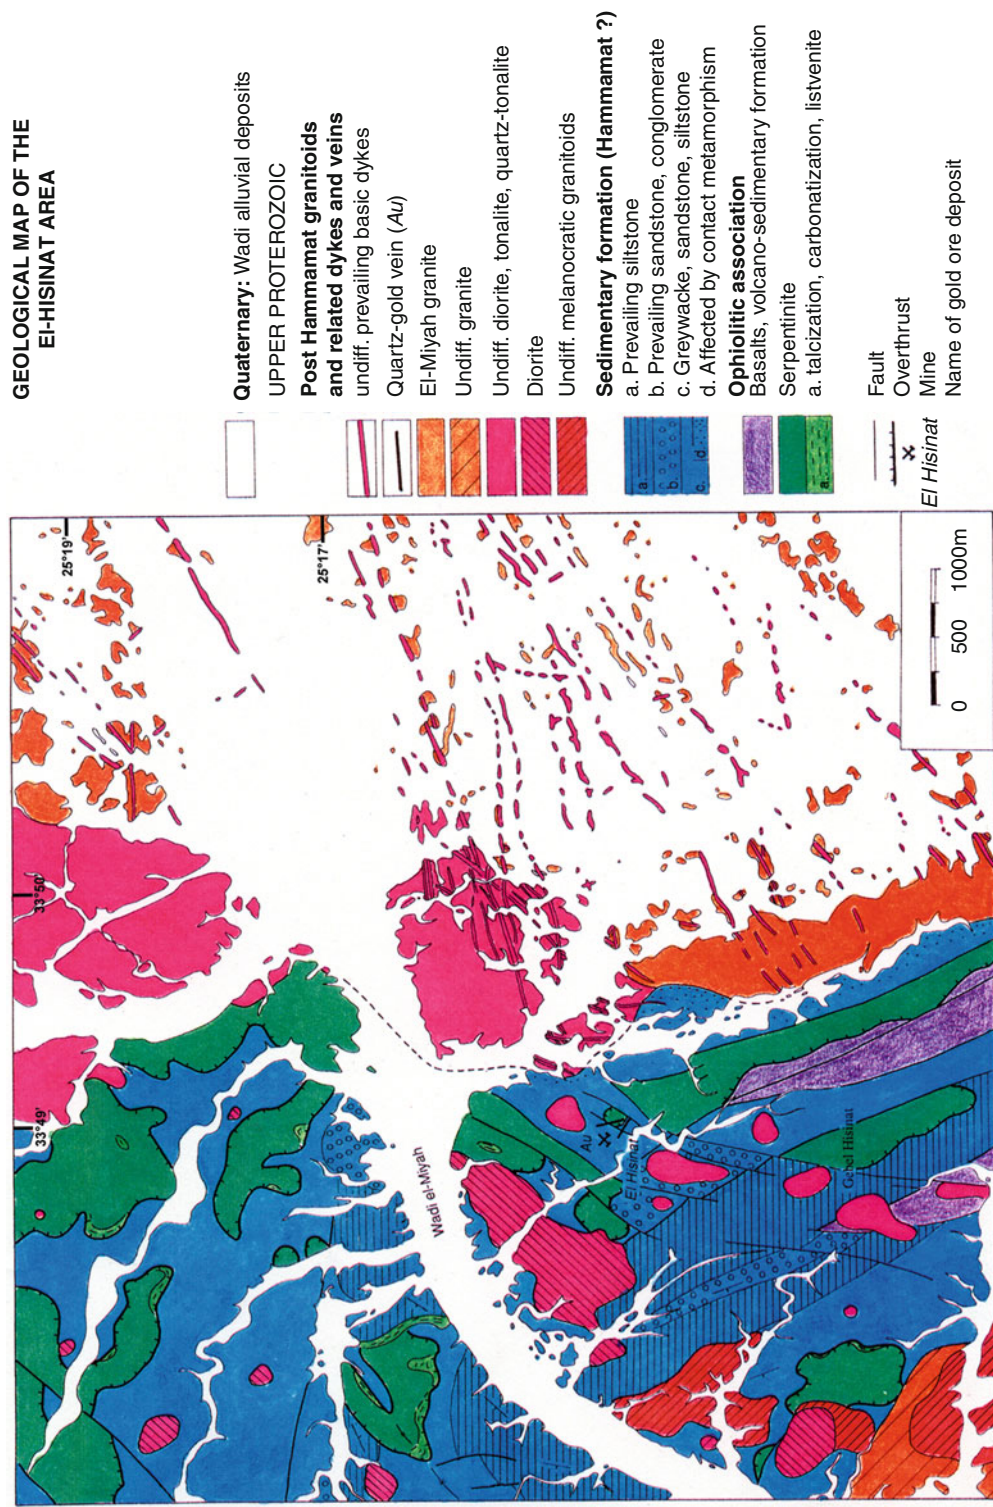 GEOLOGICAL MAP OF THE
El-HISINAT AREA
Quaternary: Wadi alluvial deposits
UPPER PROTEROZOIC
Post Hammamat granitoids
and related dykes and veins
undiff. prevailing basic dykes
Quartz-gold vein (Au)
El-Miyah granite
Undiff. granite
Undiff. diorite, tonalite, quartz-tonalite
Diorite
Undiff. melanocratic granitoids
Sedimentary formation (Hammamat ?)
a. Prevailing siltstone
b. Prevailing sandstone, conglomerate
c. Greywacke, sandstone, siltstone
d. Affected by contact metamorphism
Ophiolitic association
Basalts, volcano-sedimentary formation
Serpentinite
a. talcization, carbonatization, listvenite
Fault
Overthrust
Mine
El Hisinat Name of gold ore deposit
a.
b.
c. d.
a.
25°19'
25°17'
33°50'
33°49'
Wadi el-Miyah
Au
El Hisinat
Gebel Hisinat
0 500 1000m